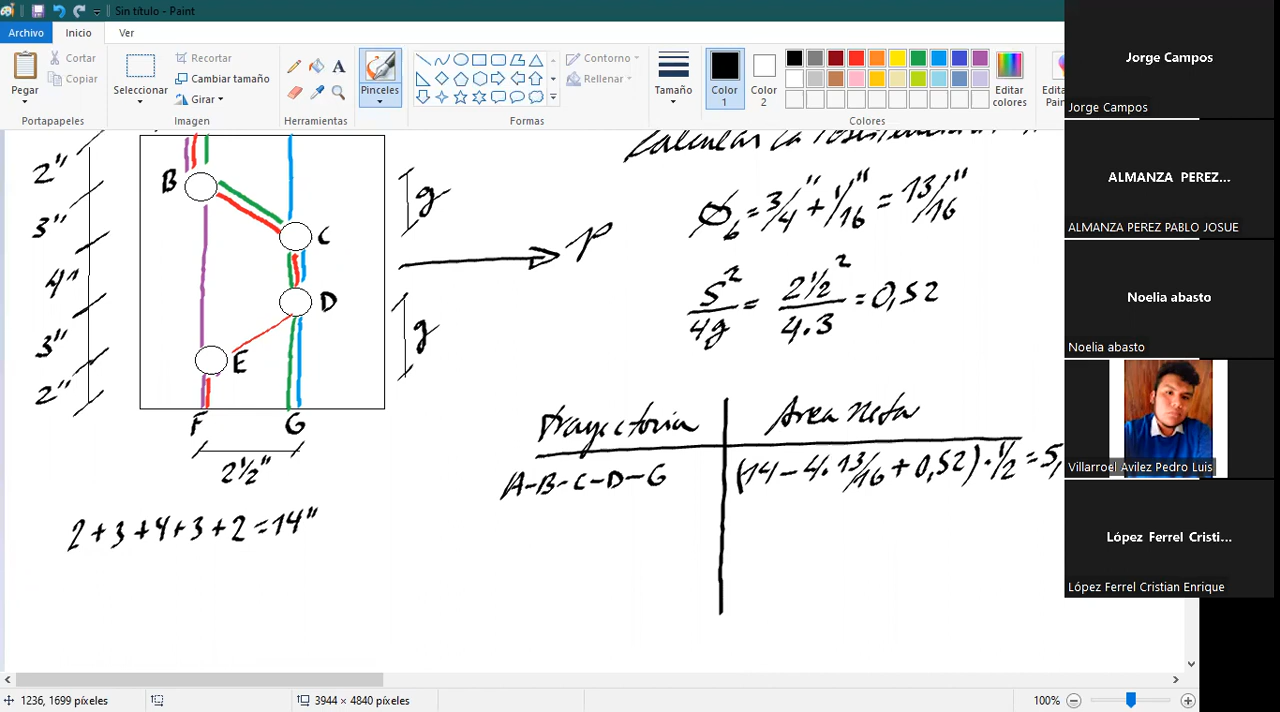 Sin título - Paint
Archivo Inicio Ver
Pegar
Cortar
Copiar
Portapapeles
Seleccionar
Recortar
Cambiar tamaño
Girar
Imagen
A
Herramientas
Pinceles
Contorno
Rellenar
Formas
Tamaño
Color 1
Color 2
Editar colores
Colores
Jorge Campos
Jorge Campos
ALMANZA PEREZ...
ALMANZA PEREZ PABLO JOSUE
Noelia abasto
Noelia abasto
Villarroel Avilez Pedro Luis
López Ferrel Cristi...
López Ferrel Cristian Enrique
2"
3"
4"
3"
2"
B
C
D
E
F G
2½"
g
P
g
2+3+4+3+2=14"
Calcular la
Ø6 = 3/4" + 1/16" = 13/16"
S²/4g = 2½²/4·3 = 0,52
Trayectoria Area Neta
A-B-C-D-G (14 - 4·13/16 + 0,52)·1/2 = 5,
1236, 1699 píxeles
3944 × 4840 píxeles
100%